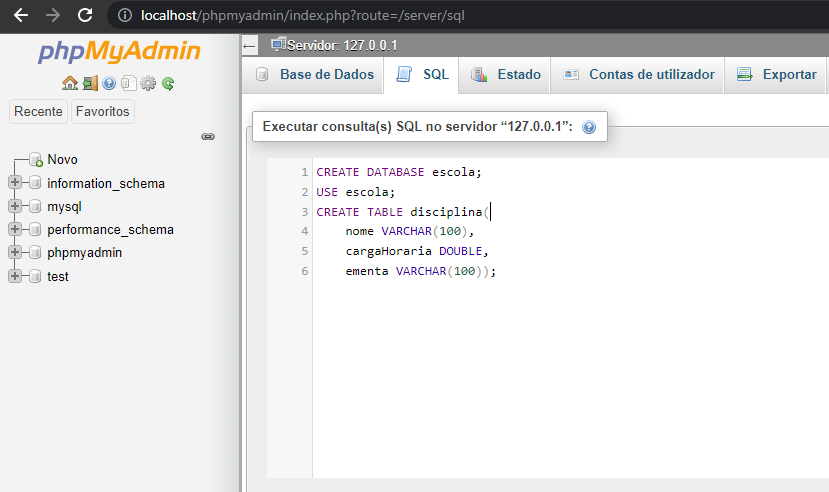 localhost/phpmyadmin/index.php?route=/server/sql
phpMyAdmin
Recente Favoritos
Novo
information_schema
mysql
performance_schema
phpmyadmin
test
Servidor: 127.0.0.1
Base de Dados SQL Estado Contas de utilizador Exportar
Executar consulta(s) SQL no servidor “127.0.0.1”:
1 CREATE DATABASE escola;
2 USE escola;
3 CREATE TABLE disciplina(
4 nome VARCHAR(100),
5 cargaHoraria DOUBLE,
6 ementa VARCHAR(100));